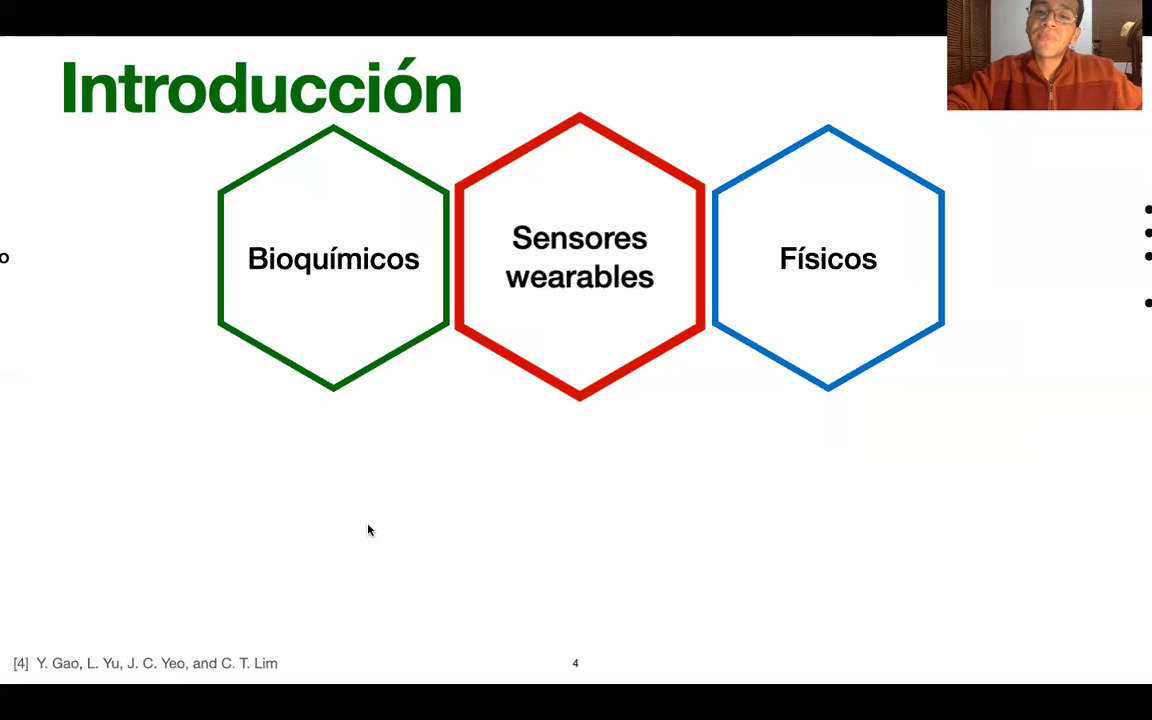 Introducción
Bioquímicos
Sensores
wearables
Físicos
o
[4] Y. Gao, L. Yu, J. C. Yeo, and C. T. Lim
4